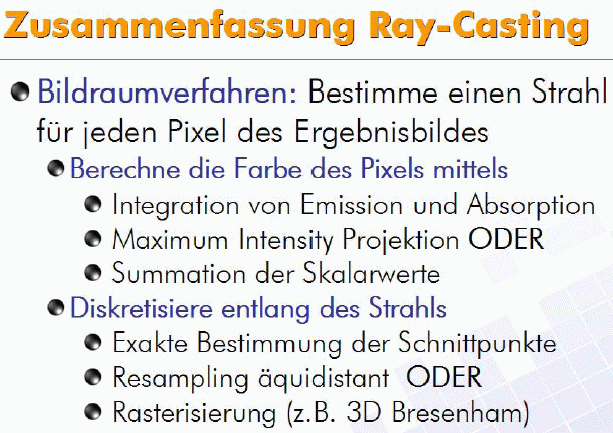 Zusammenfassung Ray-Casting
Bildraumverfahren: Bestimme einen Strahl
für jeden Pixel des Ergebnisbildes
Berechne die Farbe des Pixels mittels
Integration von Emission und Absorption
Maximum Intensity Projektion ODER
Summation der Skalarwerte
Diskretisiere entlang des Strahls
Exakte Bestimmung der Schnittpunkte
Resampling äquidistant ODER
Rasterisierung (z.B. 3D Bresenham)